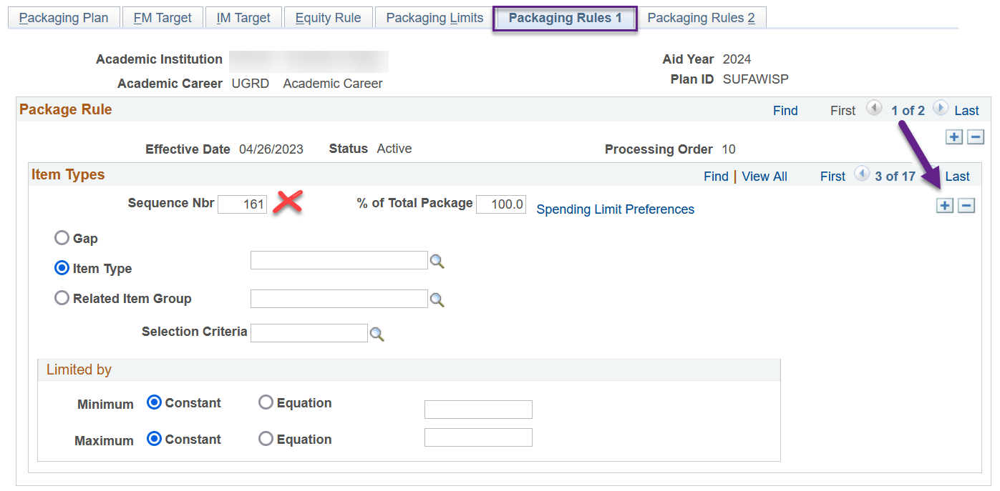 Packaging Plan FM Target IM Target Equity Rule Packaging Limits Packaging Rules 1 Packaging Rules 2
Academic Institution Aid Year 2024
Academic Career UGRD Academic Career Plan ID SUFAWISP
Package Rule Find First 1 of 2 Last
Effective Date 04/26/2023 Status Active Processing Order 10
Item Types Find | View All First 3 of 17 Last
Sequence Nbr 161 % of Total Package 100.0 Spending Limit Preferences
Gap
Item Type
Related Item Group
Selection Criteria
Limited by
Minimum Constant Equation
Maximum Constant Equation